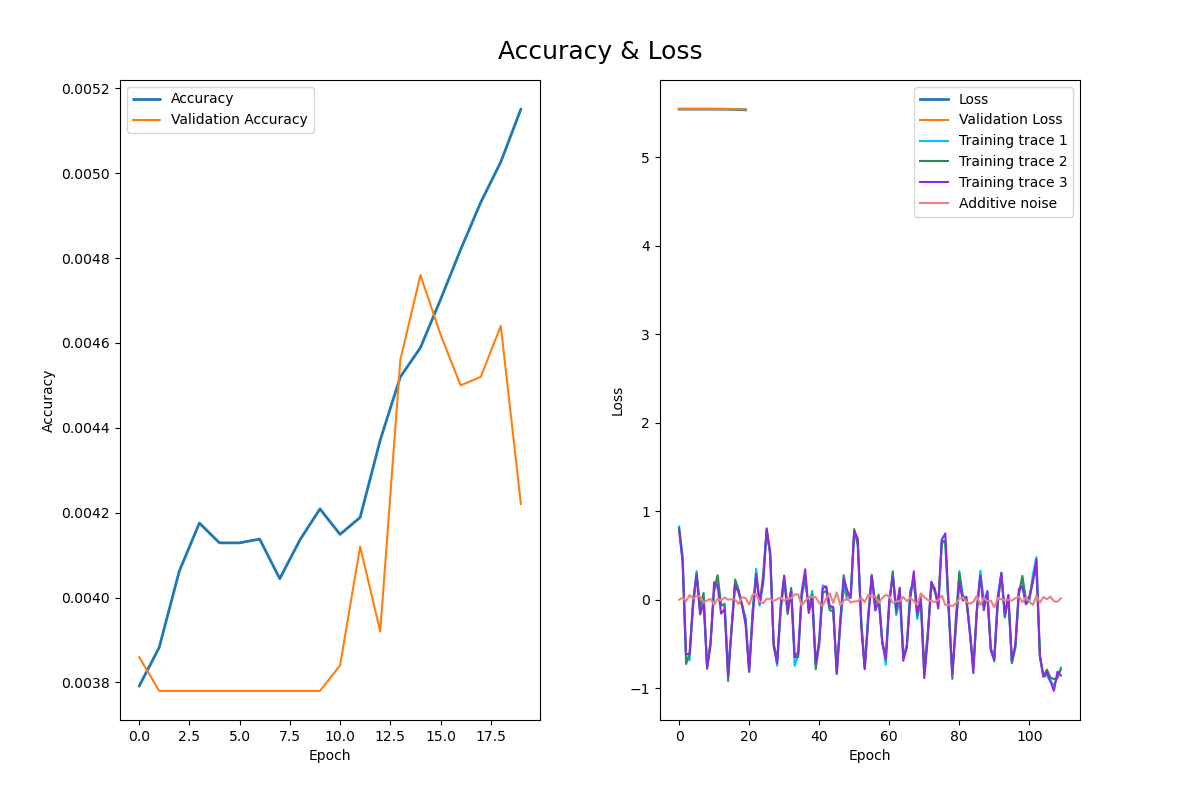 Accuracy & Loss
Accuracy
Validation Accuracy
0.0052
0.0050
0.0048
0.0046
0.0044
0.0042
0.0040
0.0038
Accuracy
0.0 2.5 5.0 7.5 10.0 12.5 15.0 17.5
Epoch
Loss
Validation Loss
Training trace 1
Training trace 2
Training trace 3
Additive noise
5
4
3
2
1
0
−1
Loss
0 20 40 60 80 100
Epoch